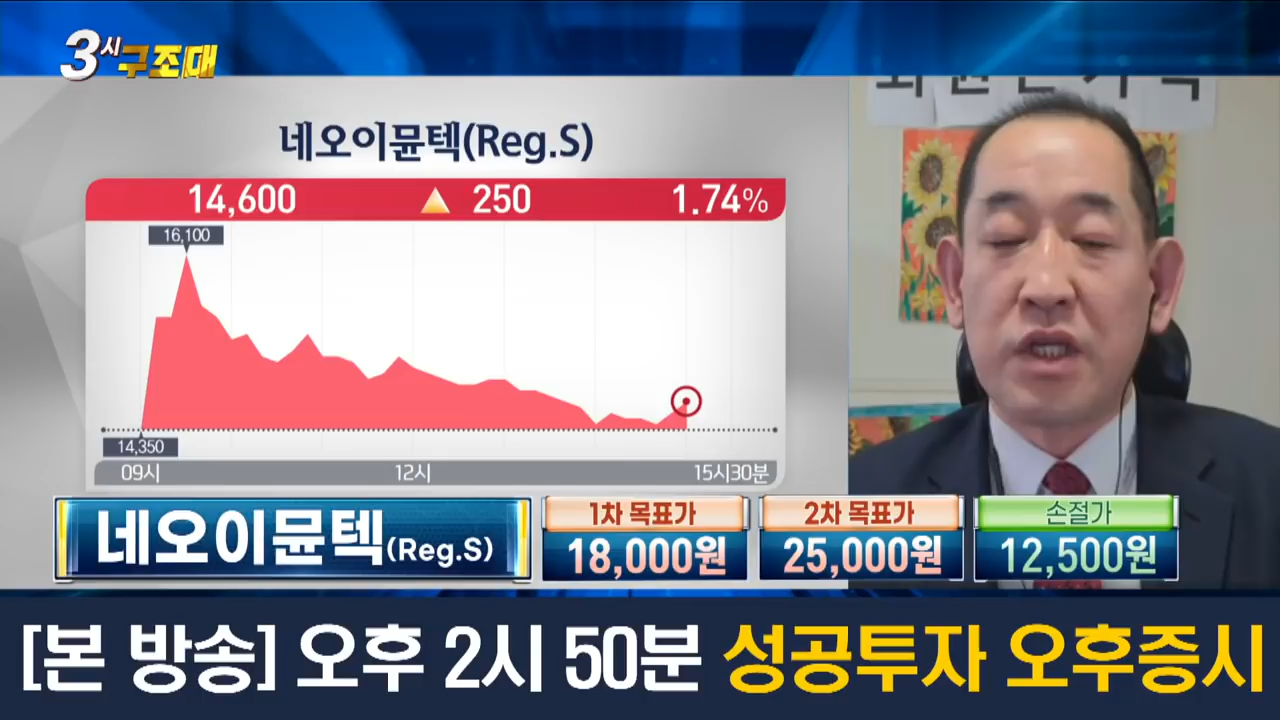 3시 구조대
네오이뮨텍(Reg.S)
14,600 ▲ 250 1.74%
16,100
14,350
09시 12시 15시30분
네오이뮨텍(Reg.S)
1차 목표가
18,000원
2차 목표가
25,000원
손절가
12,500원
[본 방송] 오후 2시 50분 성공투자 오후증시